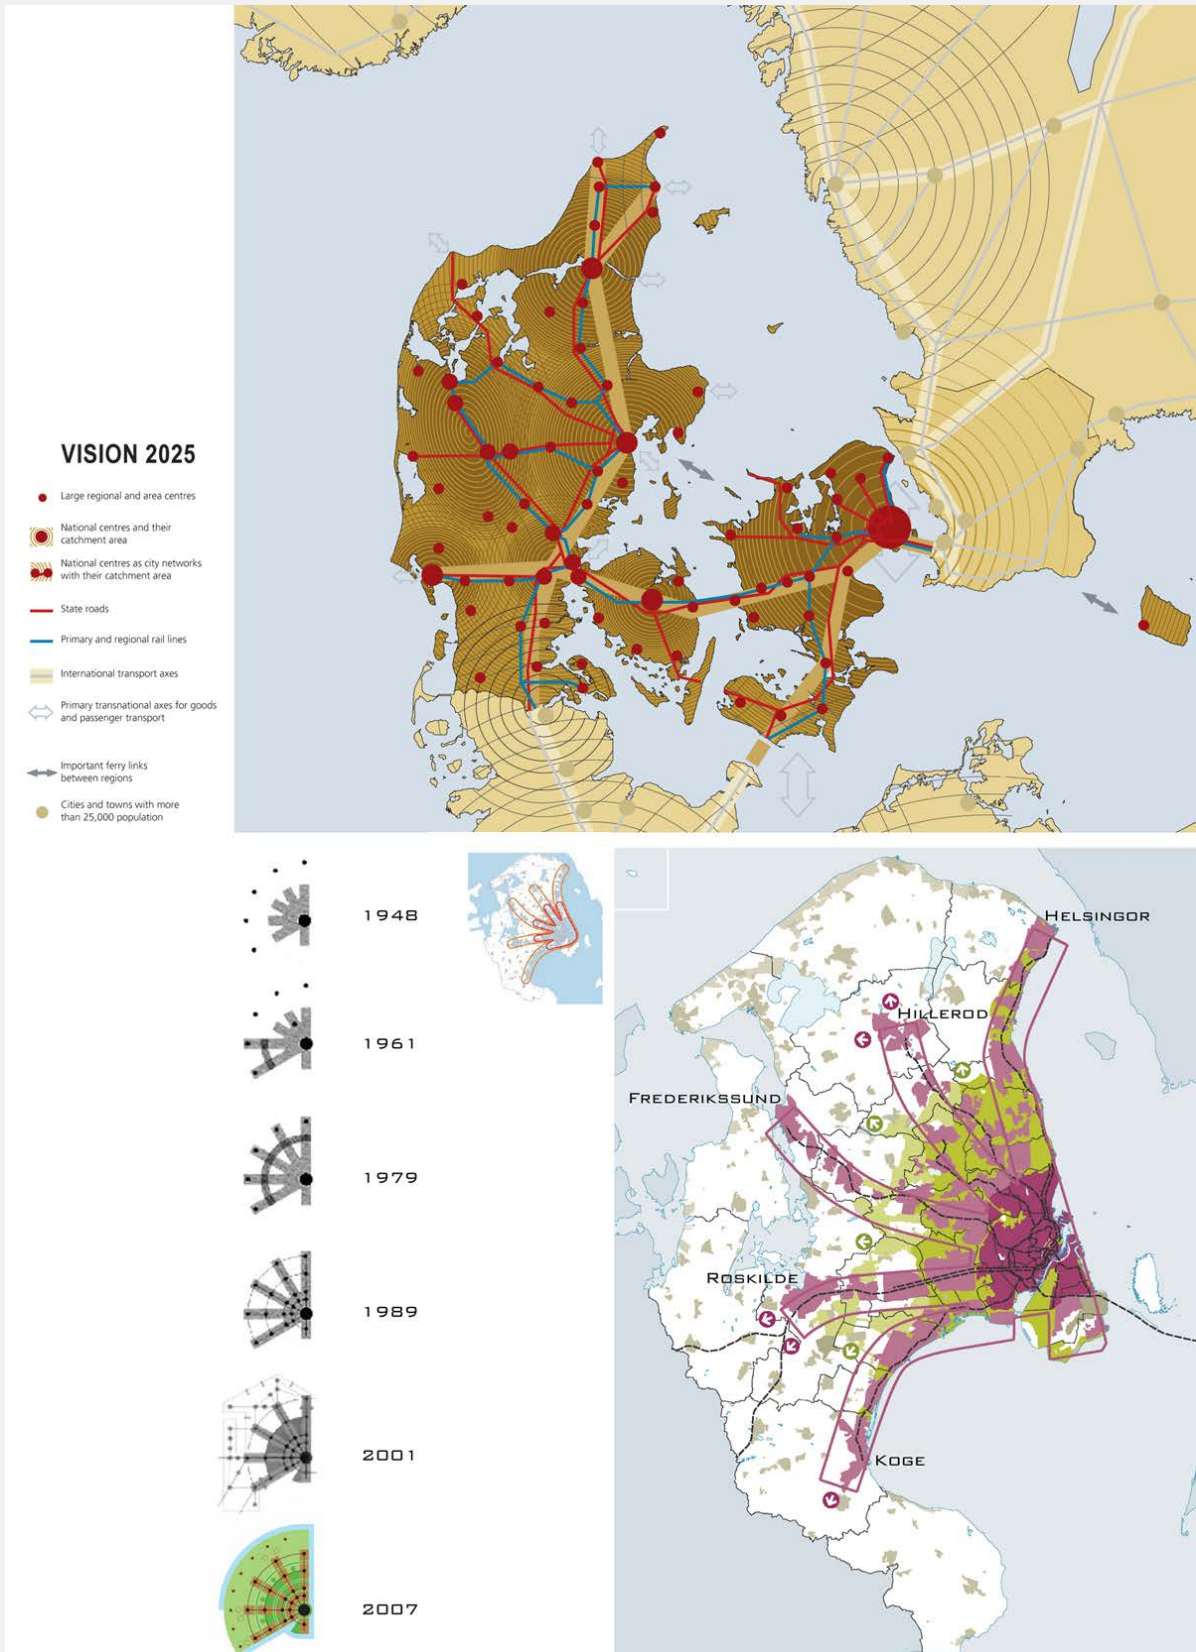 VISION 2025
Large regional and area centres
National centres and their
catchment area
National centres as city networks
with their catchment area
State roads
Primary and regional rail lines
International transport axes
Primary transnational axes for goods
and passenger transport
Important ferry links
between regions
Cities and towns with more
than 25,000 population
1948
1961
1979
1989
2001
2007
HELSINGOR
HILLEROD
FREDERIKSSUND
ROSKILDE
KOGE